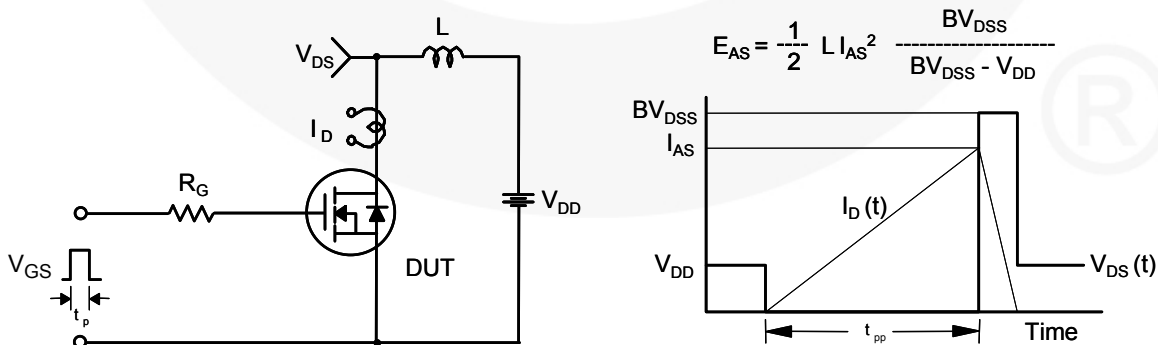 L
V_DS
I_D
R_G
V_DD
V_GS
DUT
t_p
E_AS = 1/2 L I_AS^2 BV_DSS / (BV_DSS - V_DD)
BV_DSS
I_AS
I_D (t)
V_DD
V_DS (t)
t_pp
Time
®